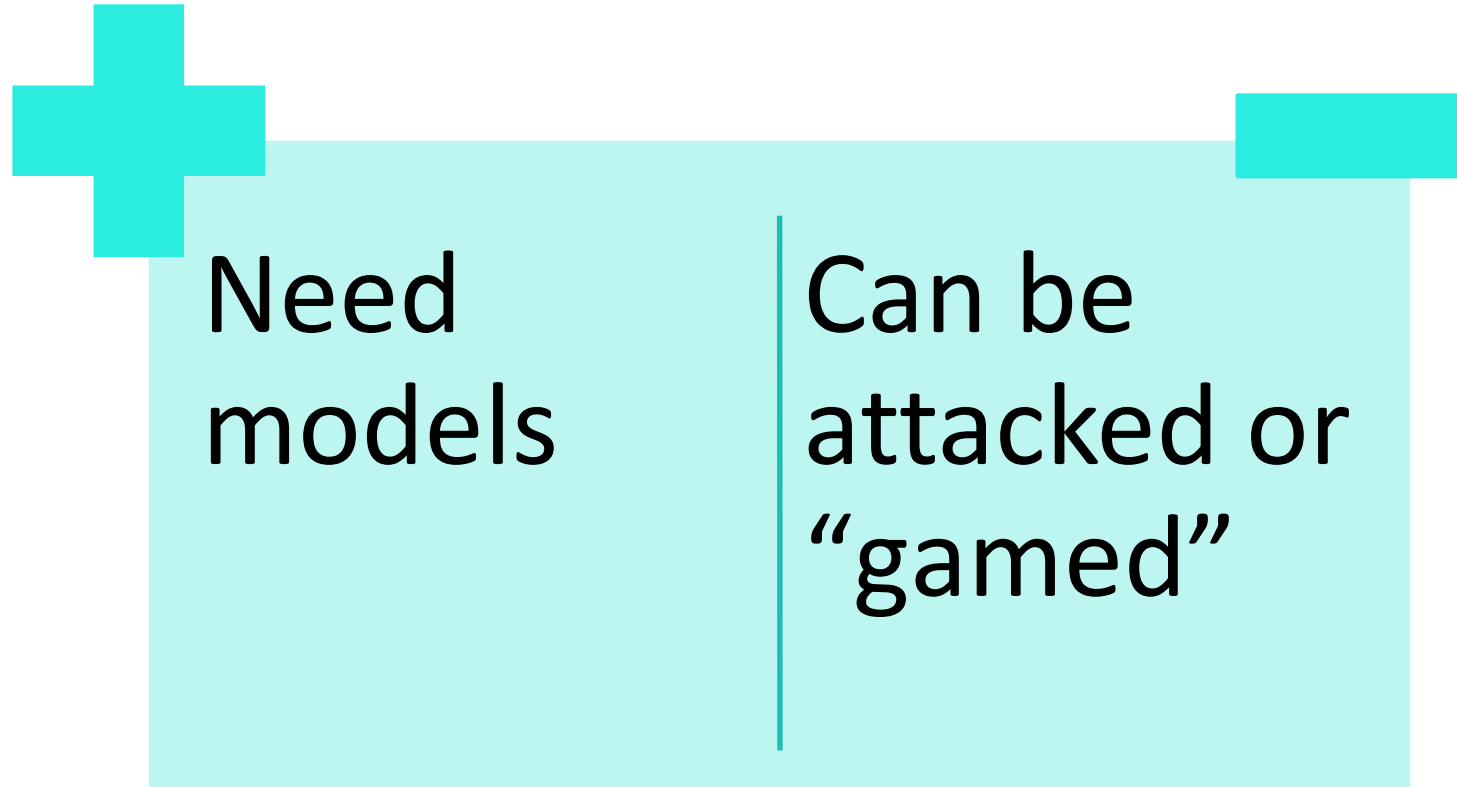 Need
models
Can be
attacked or
“gamed”